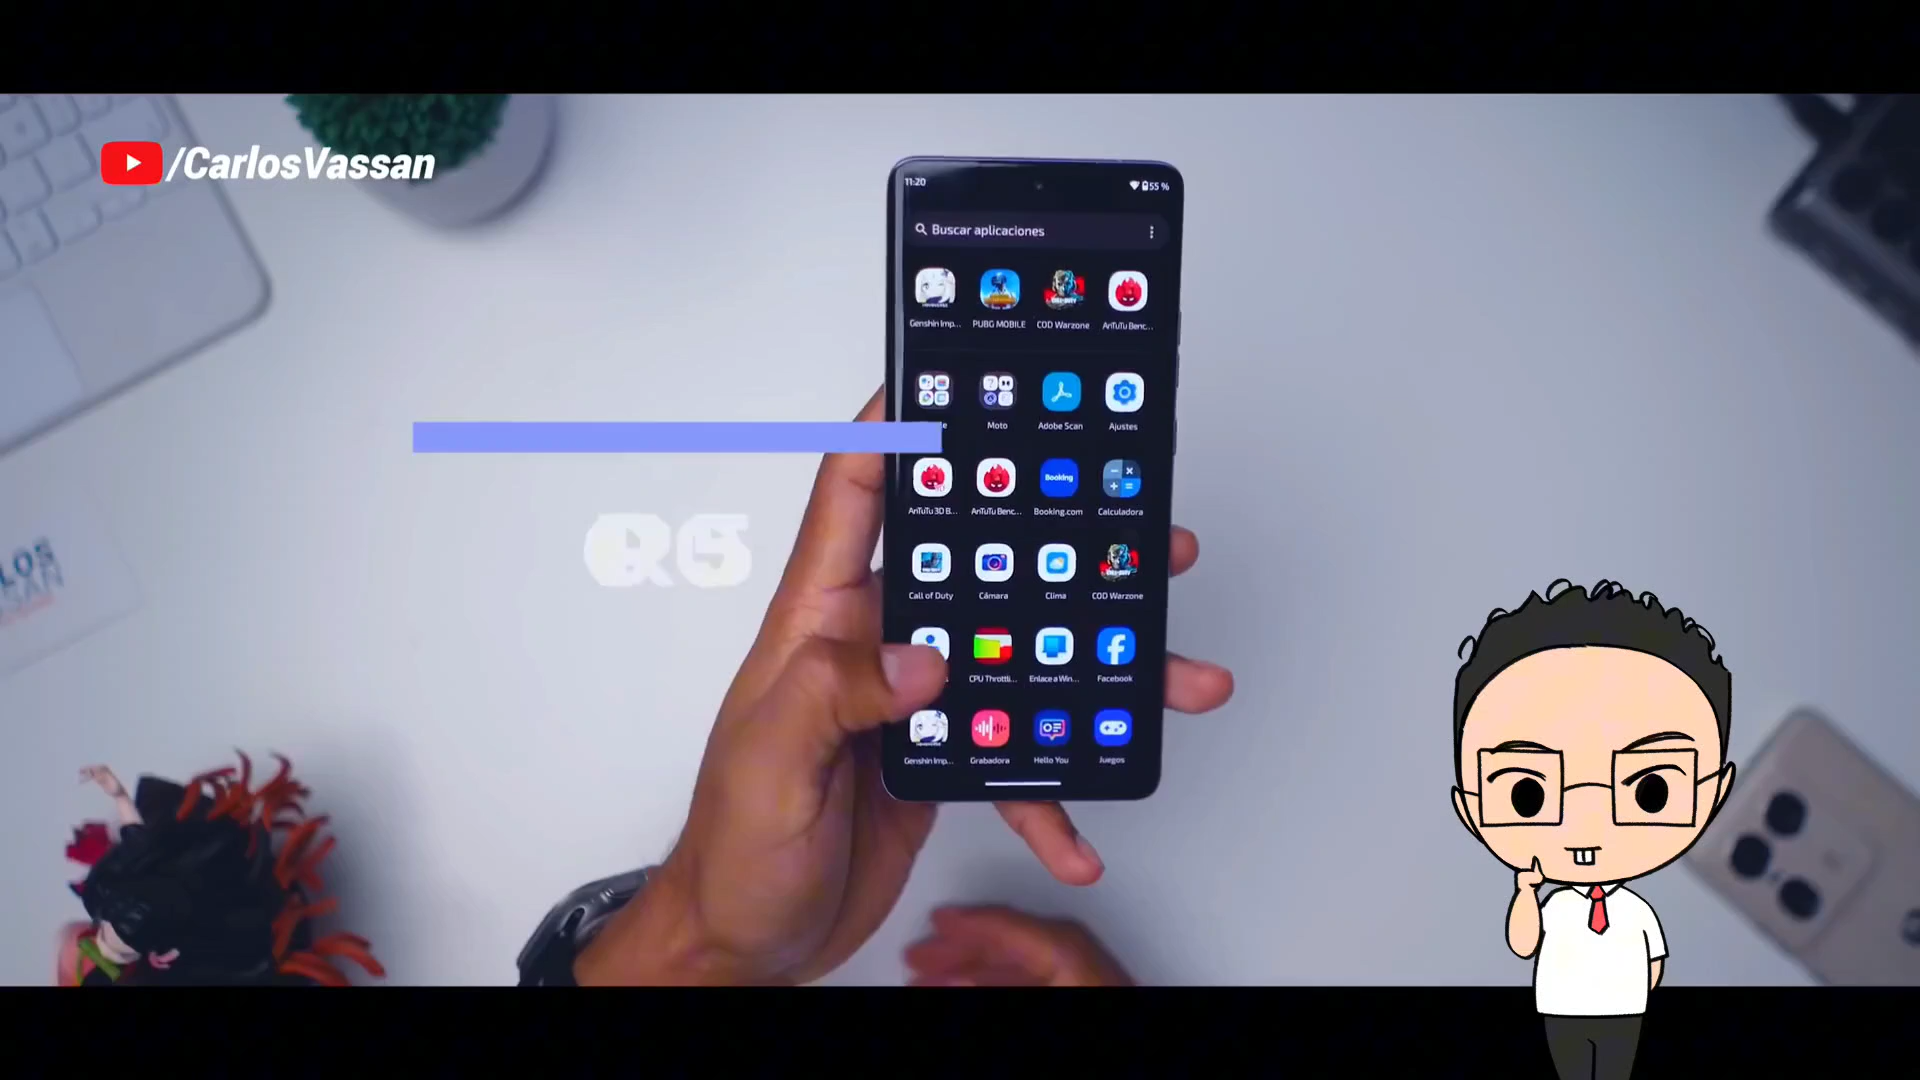 /CarlosVassan
11:20
55 %
Buscar aplicaciones
Genshin Imp... PUBG MOBILE COD Warzone AnTuTu Benc...
Moto Adobe Scan Ajustes
Booking
AnTuTu 3D B... AnTuTu Benc... Booking.com Calculadora
Call of Duty Cámara Clima COD Warzone
CPU Throttli... Enlace a Win... Facebook
Genshin Imp... Grabadora Hello You Juegos